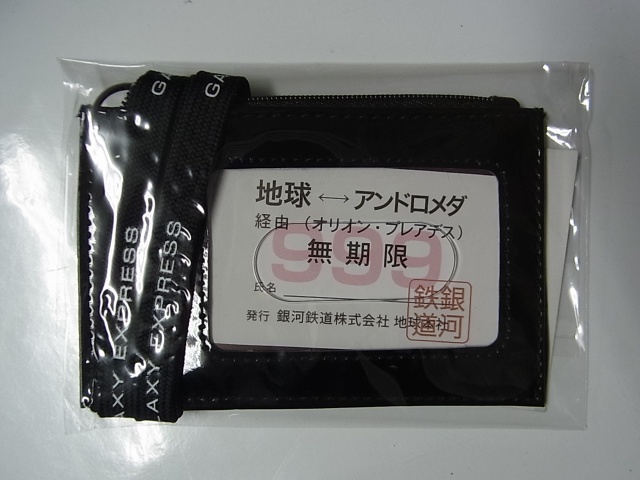 GA
GA
GALAXY EXPRESS
GALAXY EXPRESS
地球 ←→ アンドロメダ
経由 (オリオン・プレアデス)
999
無期限
氏名
発行 銀河鉄道株式会社 地球本社
銀河
鉄道